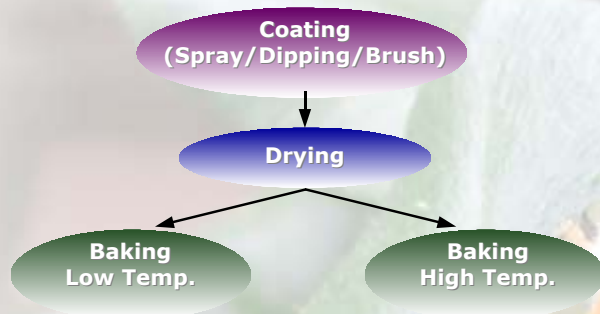 Coating
(Spray/Dipping/Brush)
Drying
Baking
Low Temp.
Baking
High Temp.